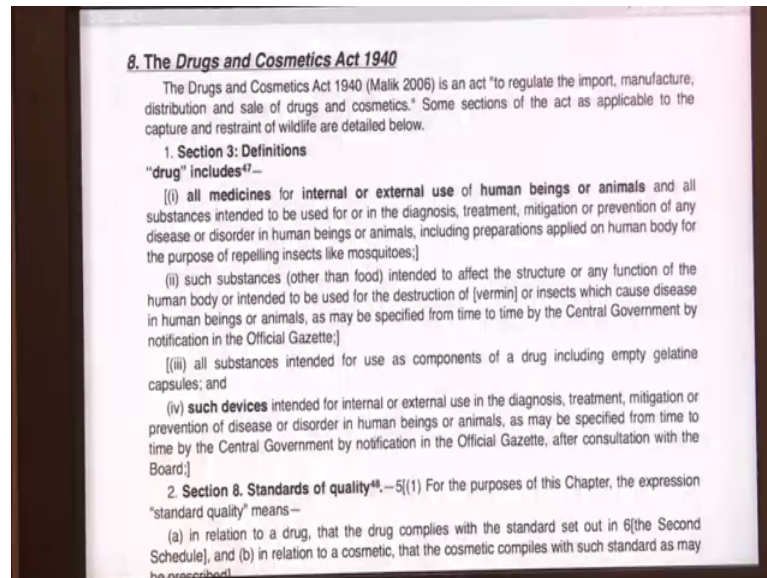 8. The Drugs and Cosmetics Act 1940
The Drugs and Cosmetics Act 1940 (Malik 2006) is an act "to regulate the import, manufacture,
distribution and sale of drugs and cosmetics." Some sections of the act as applicable to the
capture and restraint of wildlife are detailed below.
1. Section 3: Definitions
"drug" includes47—
[(i) all medicines for internal or external use of human beings or animals and all
substances intended to be used for or in the diagnosis, treatment, mitigation or prevention of any
disease or disorder in human beings or animals, including preparations applied on human body for
the purpose of repelling insects like mosquitoes;]
(ii) such substances (other than food) intended to affect the structure or any function of the
human body or intended to be used for the destruction of [vermin] or insects which cause disease
in human beings or animals, as may be specified from time to time by the Central Government by
notification in the Official Gazette;]
[(iii) all substances intended for use as components of a drug including empty gelatine
capsules; and
(iv) such devices intended for internal or external use in the diagnosis, treatment, mitigation or
prevention of disease or disorder in human beings or animals, as may be specified from time to
time by the Central Government by notification in the Official Gazette, after consultation with the
Board;]
2. Section 8. Standards of quality48.—5[(1) For the purposes of this Chapter, the expression
"standard quality" means—
(a) in relation to a drug, that the drug complies with the standard set out in 6[the Second
Schedule], and (b) in relation to a cosmetic, that the cosmetic compiles with such standard as may
be prescribed]